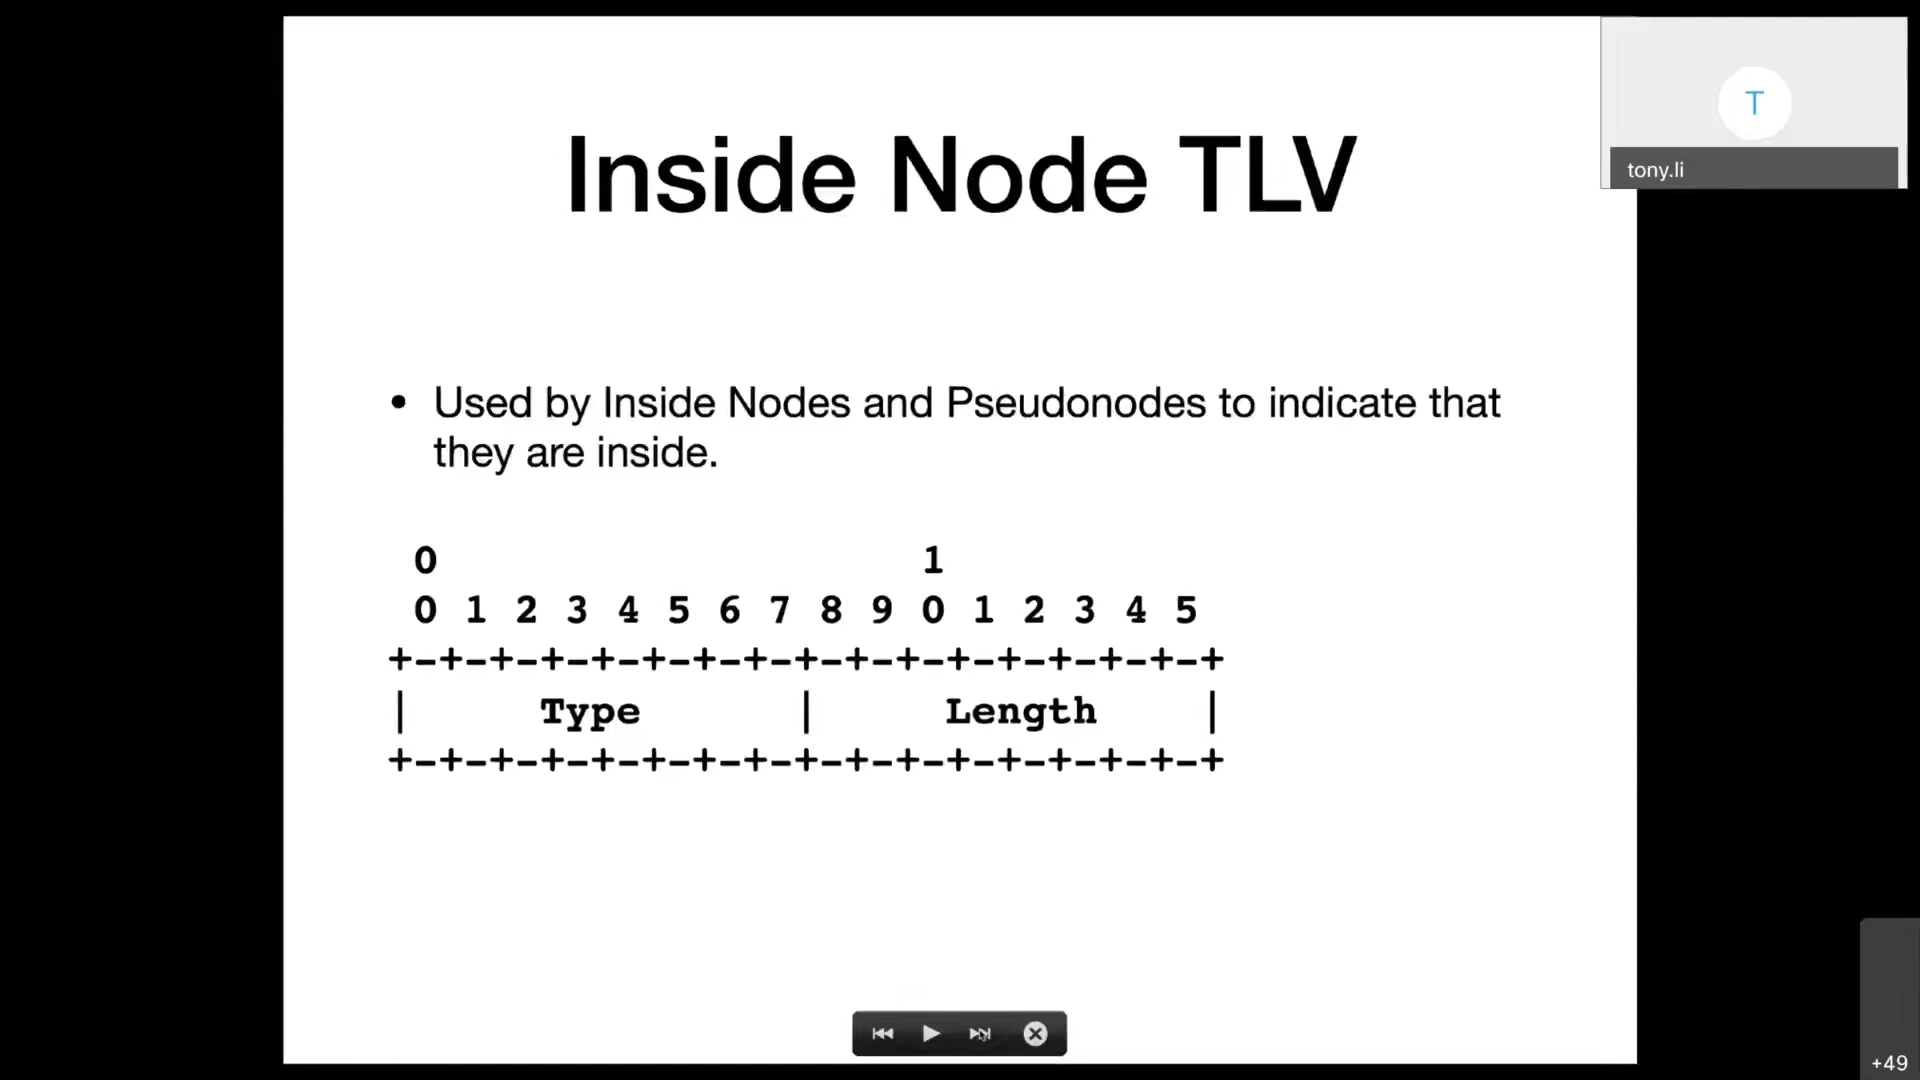 Inside Node TLV
T
tony.li
• Used by Inside Nodes and Pseudonodes to indicate that
they are inside.
0                   1
0 1 2 3 4 5 6 7 8 9 0 1 2 3 4 5
+-+-+-+-+-+-+-+-+-+-+-+-+-+-+-+-+
|     Type      |     Length    |
+-+-+-+-+-+-+-+-+-+-+-+-+-+-+-+-+
+49